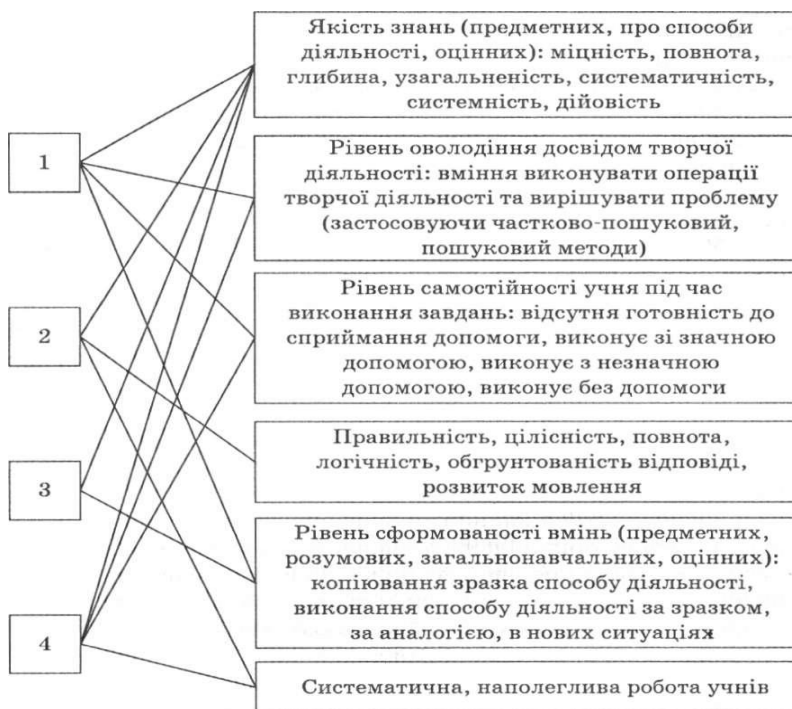 Якість знань (предметних, про способи
діяльності, оцінних): міцність, повнота,
глибина, узагальненість, систематичність,
системність, дійовість
1
Рівень оволодіння досвідом творчої
діяльності: вміння виконувати операції
творчої діяльності та вирішувати проблему
(застосовуючи частково-пошуковий,
пошуковий методи)
2
Рівень самостійності учня під час
виконання завдань: відсутня готовність до
сприймання допомоги, виконує зі значною
допомогою, виконує з незначною
допомогою, виконує без допомоги
Правильність, цілісність, повнота,
логічність, обгрунтованість відповіді,
розвиток мовлення
3
Рівень сформованості вмінь (предметних,
розумових, загальнонавчальних, оцінних):
копіювання зразка способу діяльності,
виконання способу діяльності за зразком,
за аналогією, в нових ситуаціях
4
Систематична, наполеглива робота учнів